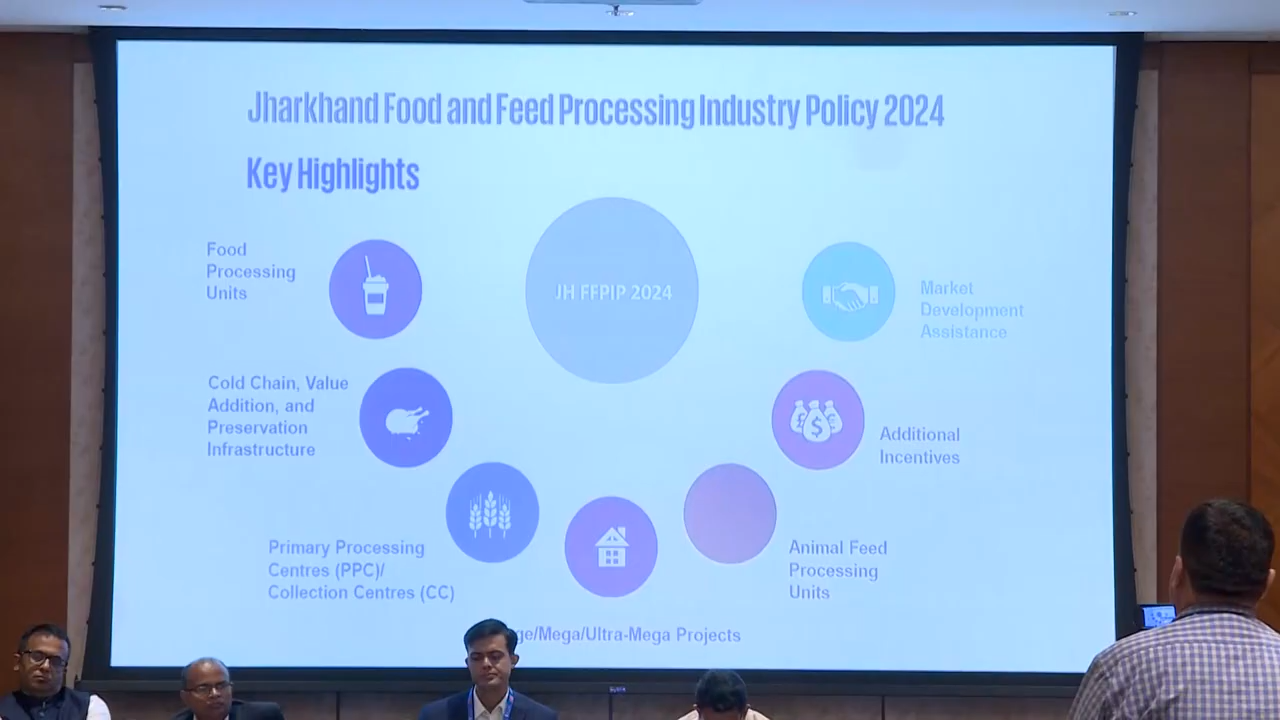 Jharkhand Food and Feed Processing Industry Policy 2024
Key Highlights
Food
Processing
Units
JH FFPIP 2024
Market
Development
Assistance
Cold Chain, Value
Addition, and
Preservation
Infrastructure
Additional
Incentives
Primary Processing
Centres (PPC)/
Collection Centres (CC)
Animal Feed
Processing
Units
ge/Mega/Ultra-Mega Projects